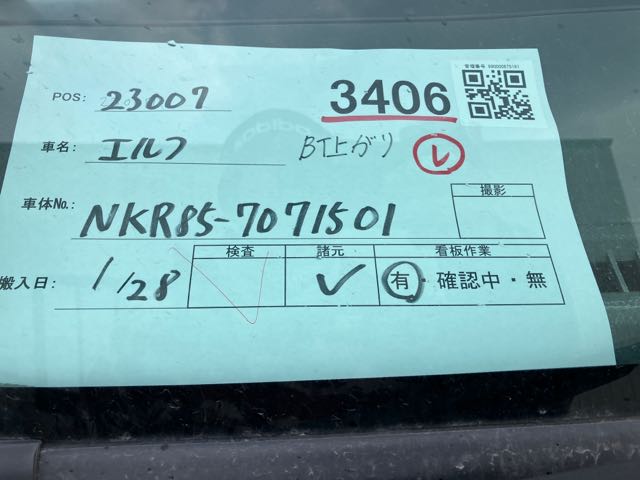 管理番号 990000675191
POS: 23007
3406
車名: エルフ
BT上がり
レ
車体No.: NKR85-7071501
撮影
検査 諸元 看板作業
搬入日: 1/28
有・確認中・無